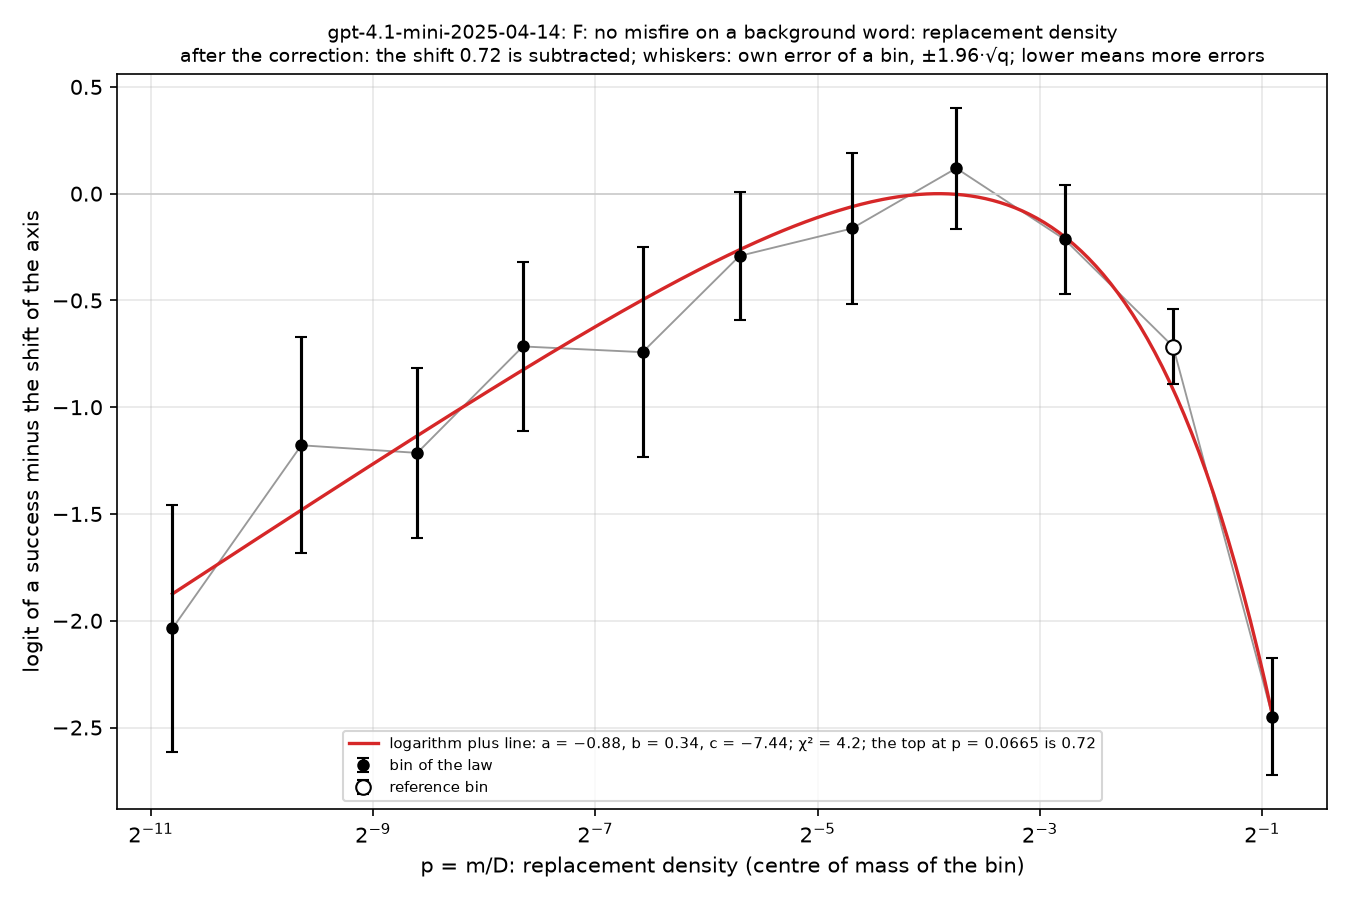 gpt-4.1-mini-2025-04-14: F: no misfire on a background word: replacement density
after the correction: the shift 0.72 is subtracted; whiskers: own error of a bin, ±1.96·√q; lower means more errors
logit of a success minus the shift of the axis
0.5
0.0
−0.5
−1.0
−1.5
−2.0
−2.5
logarithm plus line: a = −0.88, b = 0.34, c = −7.44; χ² = 4.2; the top at p = 0.0665 is 0.72
bin of the law
reference bin
2⁻¹¹ 2⁻⁹ 2⁻⁷ 2⁻⁵ 2⁻³ 2⁻¹
p = m/D: replacement density (centre of mass of the bin)